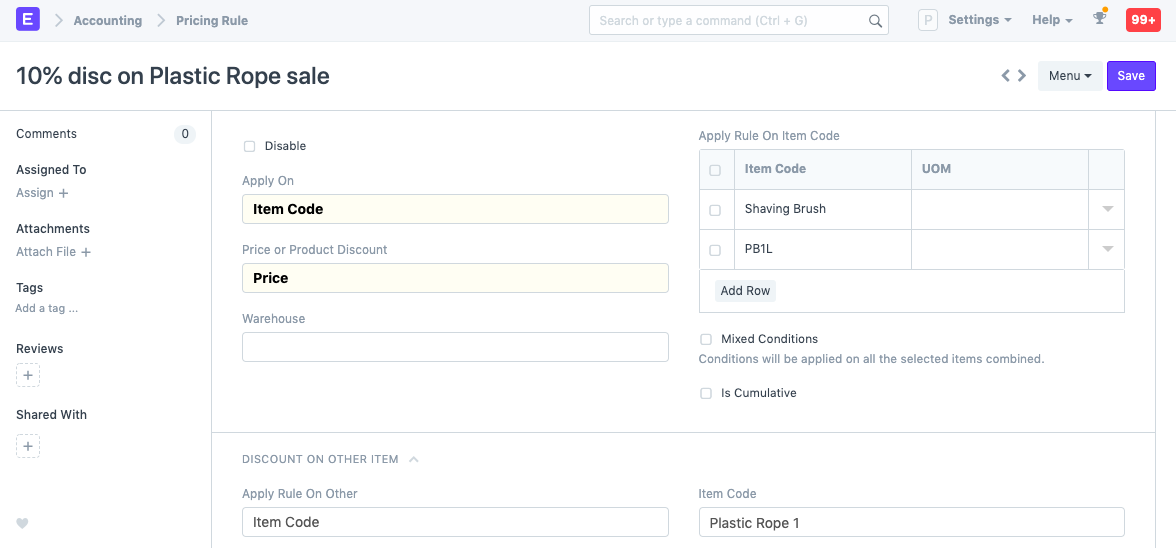 E Accounting Pricing Rule Search or type a command (Ctrl + G) P Settings Help 99+
10% disc on Plastic Rope sale Menu Save
Comments 0
Assigned To
Assign +
Attachments
Attach File +
Tags
Add a tag ...
Reviews
+
Shared With
+
Disable
Apply On
Item Code
Price or Product Discount
Price
Warehouse
Apply Rule On Item Code
Item Code UOM
Shaving Brush
PB1L
Add Row
Mixed Conditions
Conditions will be applied on all the selected items combined.
Is Cumulative
DISCOUNT ON OTHER ITEM
Apply Rule On Other
Item Code
Item Code
Plastic Rope 1